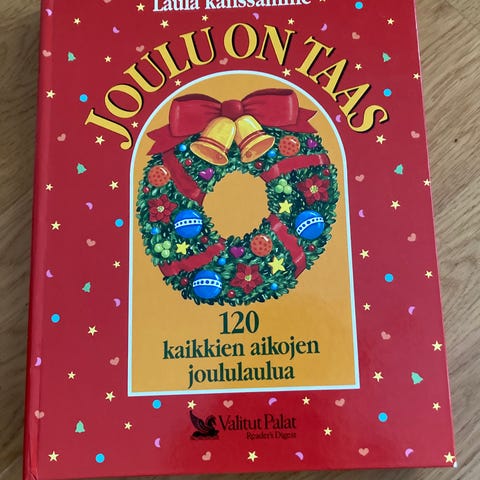 Laula kanssamme
JOULU ON TAAS
120
kaikkien aikojen
joululaulua
Valitut Palat
Reader's Digest